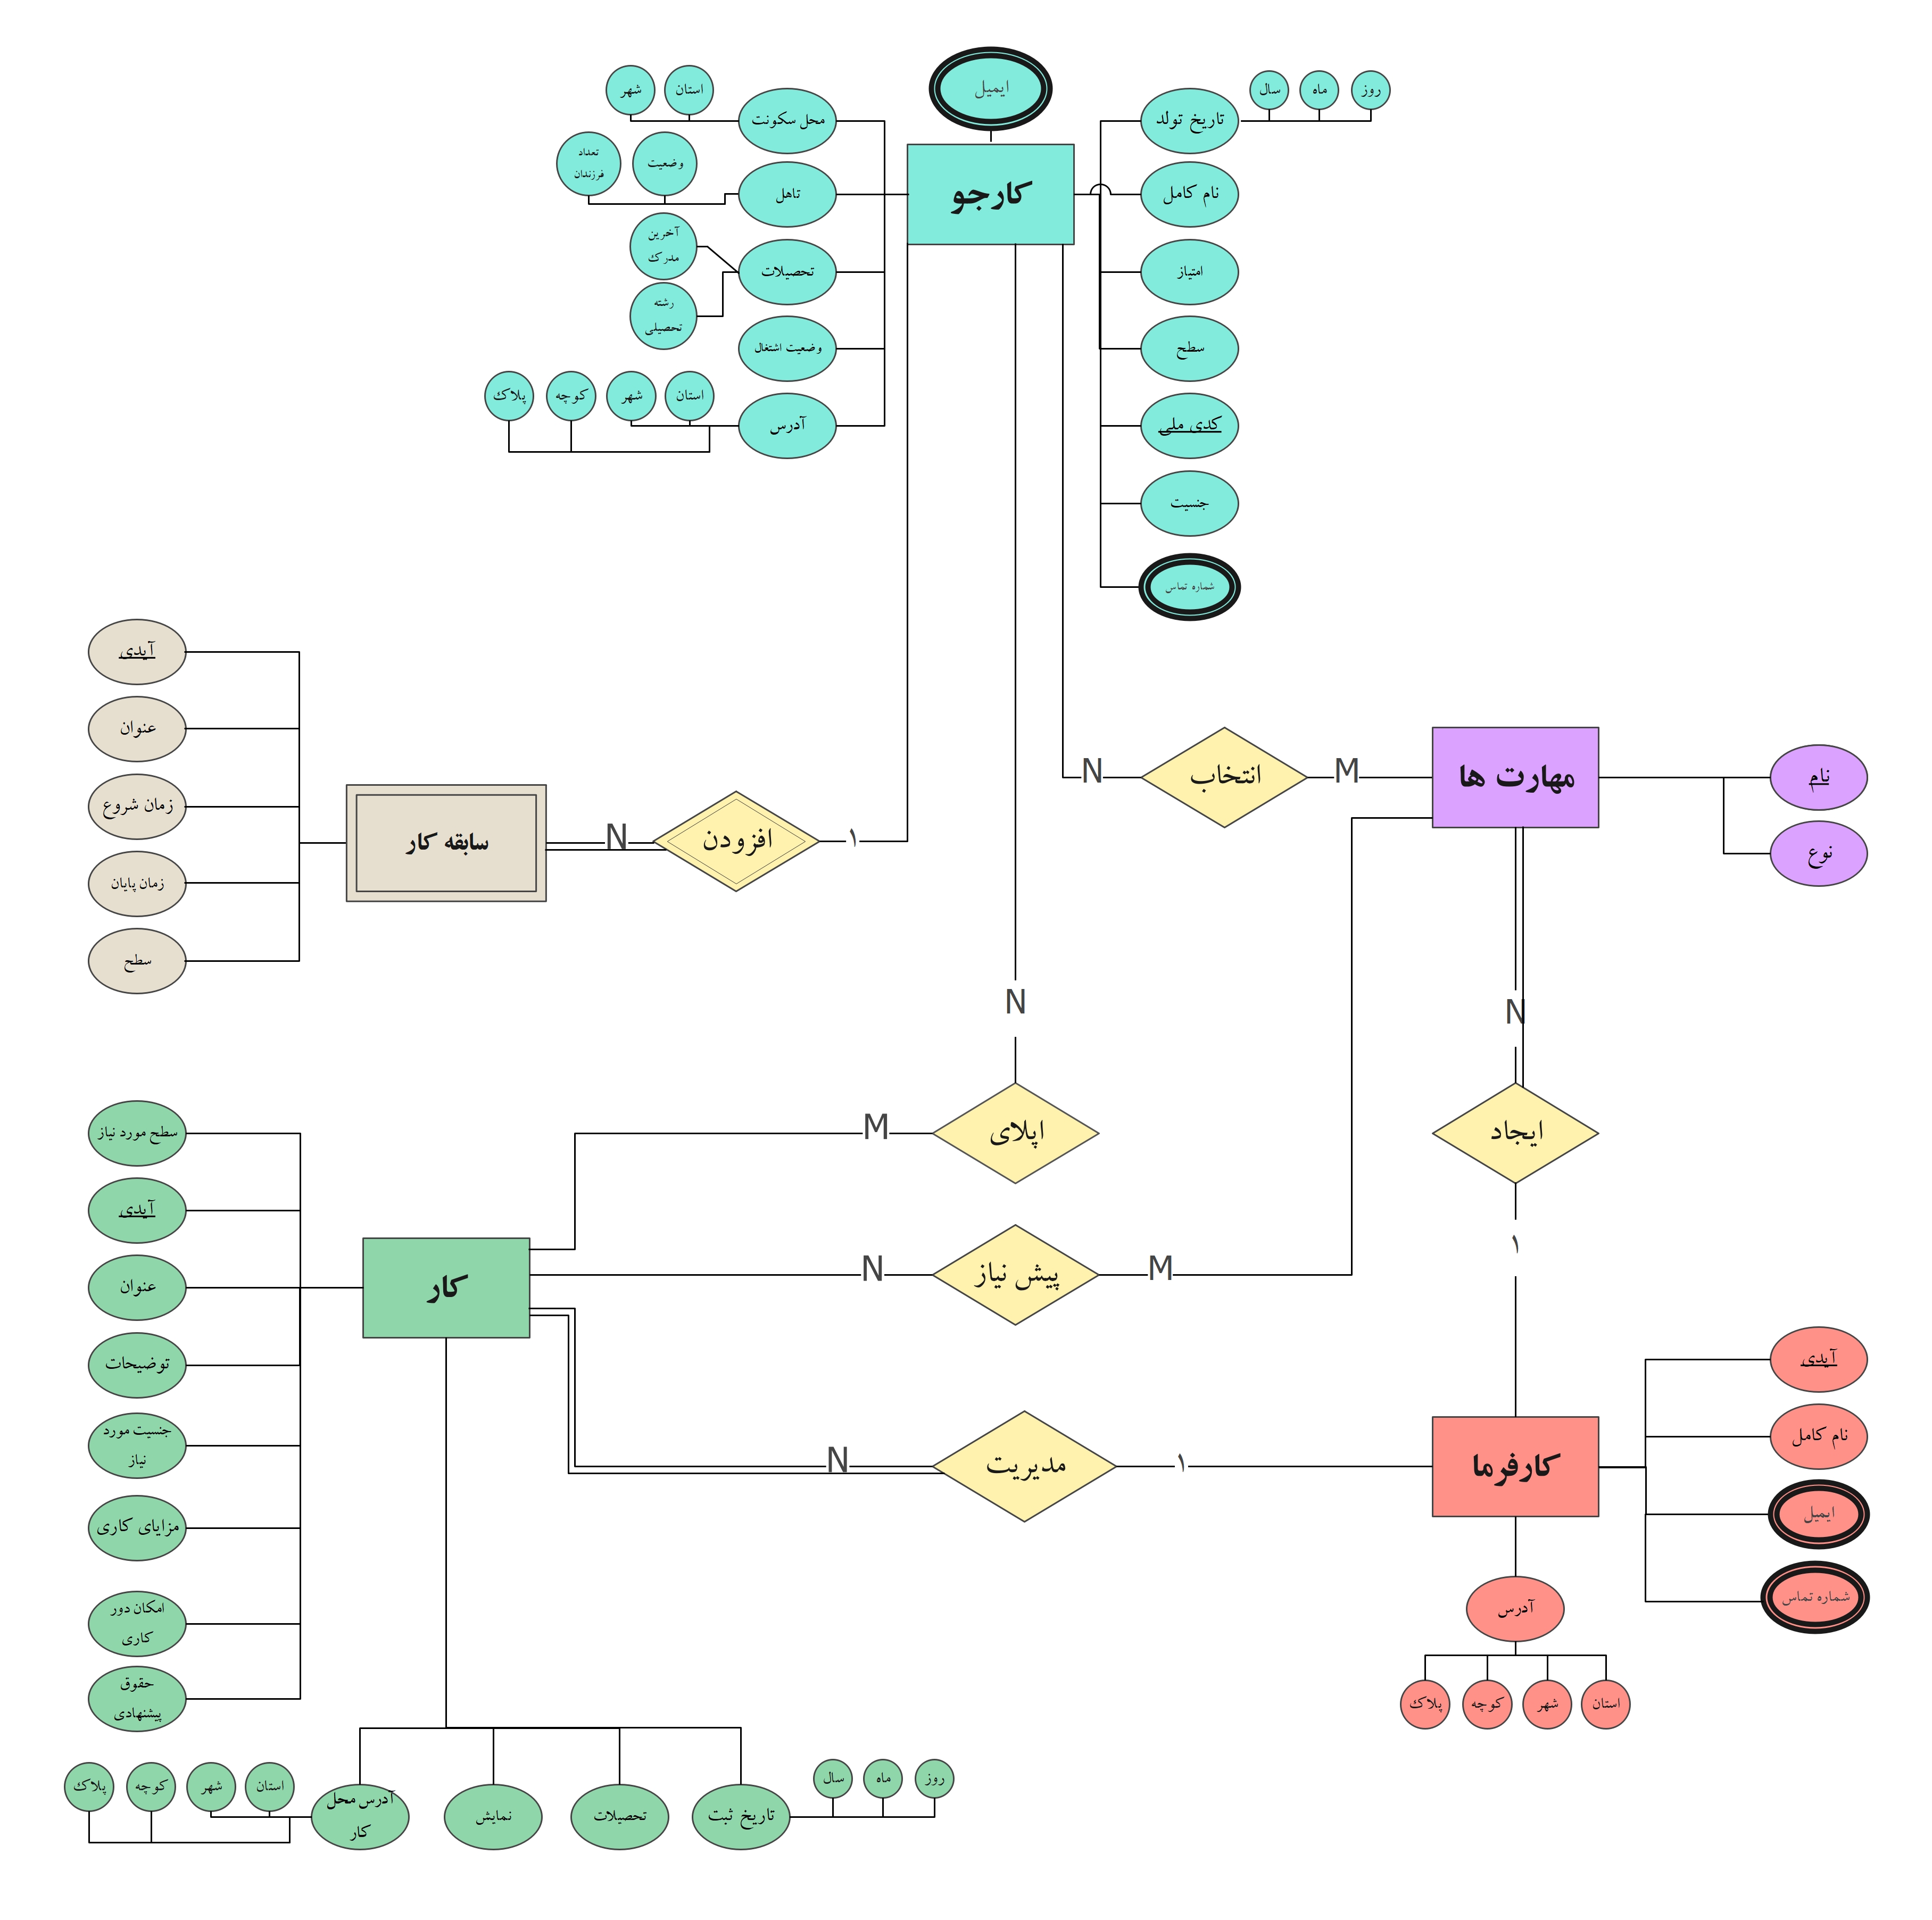 ایمیل
کارجو
تاریخ تولد
روز
ماه
سال
نام کامل
امتیاز
سطح
کدی ملی
جنسیت
شماره تماس
محل سکونت
استان
شهر
تاهل
وضعیت
تعداد
فرزندان
تحصیلات
آخرین
مدرک
رشته
تحصیلی
وضعیت اشتغال
آدرس
استان
شهر
کوچه
پلاک
مهارت ها
نام
نوع
M
انتخاب
N
۱
افزودن
N
سابقه کار
آیدی
عنوان
زمان شروع
زمان پایان
سطح
N
اپلای
M
N
ایجاد
۱
M
پیش نیاز
N
کارفرما
آیدی
نام کامل
ایمیل
شماره تماس
آدرس
استان
شهر
کوچه
پلاک
۱
مدیریت
N
کار
سطح مورد نیاز
آیدی
عنوان
توضیحات
جنسیت مورد
نیاز
مزایای کاری
امکان دور
کاری
حقوق
پیشنهادی
روز
ماه
سال
تاریخ ثبت
تحصیلات
نمایش
آدرس محل
کار
استان
شهر
کوچه
پلاک